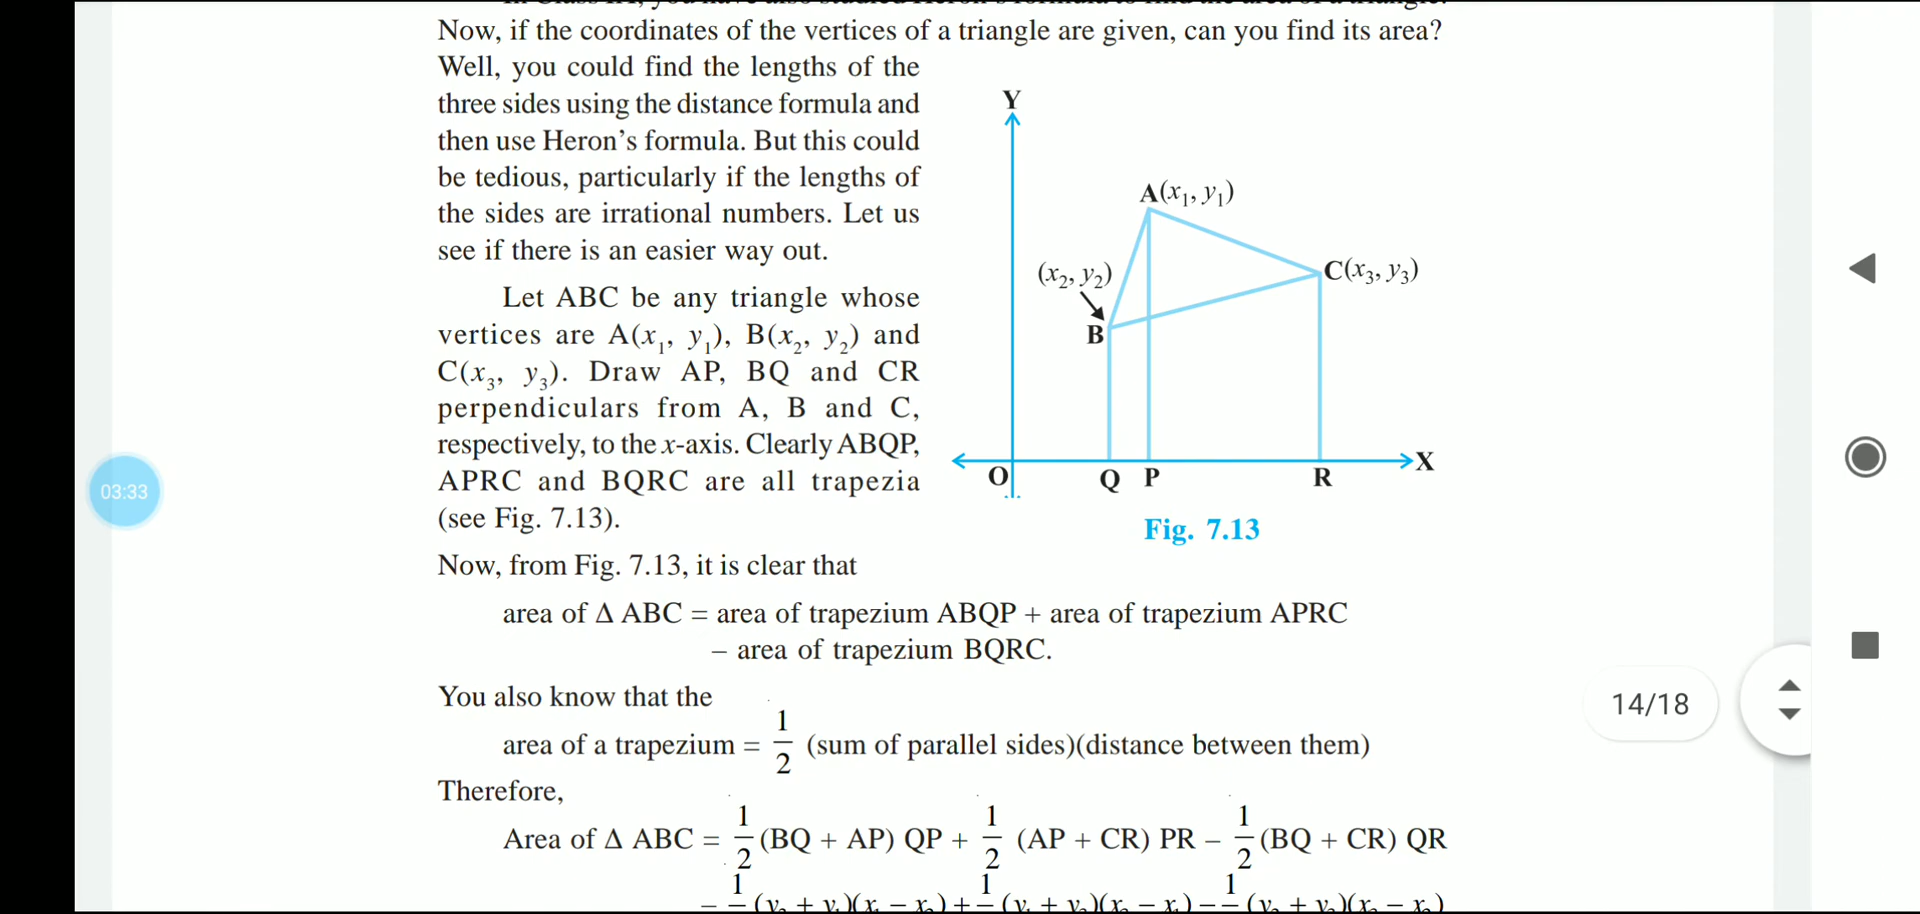 Now, if the coordinates of the vertices of a triangle are given, can you find its area?
Well, you could find the lengths of the
three sides using the distance formula and
then use Heron's formula. But this could
be tedious, particularly if the lengths of
the sides are irrational numbers. Let us
see if there is an easier way out.
Let ABC be any triangle whose
vertices are A(x₁, y₁), B(x₂, y₂) and
C(x₃, y₃). Draw AP, BQ and CR
perpendiculars from A, B and C,
respectively, to the x-axis. Clearly ABQP,
APRC and BQRC are all trapezia
(see Fig. 7.13).
Y
A(x₁, y₁)
(x₂, y₂)
C(x₃, y₃)
B
X
O
Q P
R
Fig. 7.13
03:33
Now, from Fig. 7.13, it is clear that
area of Δ ABC = area of trapezium ABQP + area of trapezium APRC
– area of trapezium BQRC.
You also know that the
area of a trapezium = 1/2 (sum of parallel sides)(distance between them)
Therefore,
Area of Δ ABC = 1/2 (BQ + AP) QP + 1/2 (AP + CR) PR – 1/2 (BQ + CR) QR
14/18